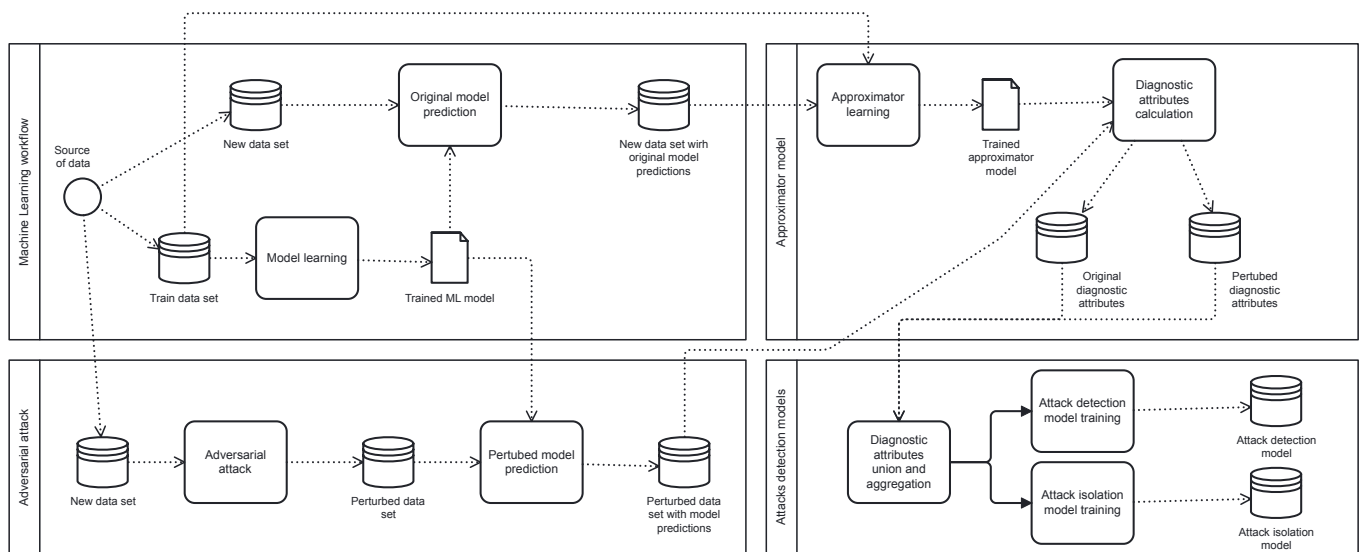 Machine Learning workflow
Source
of data
New data set
Original model
prediction
New data set wirh
original model
predictions
Train data set
Model learning
Trained ML model
Approximator model
Approximator
learning
Trained
approximator
model
Diagnostic
attributes
calculation
Original
diagnostic
attributes
Pertubed
diagnostic
attributes
Adversarial attack
New data set
Adversarial
attack
Perturbed data
set
Pertubed model
prediction
Perturbed data
set with model
predictions
Attacks detection models
Diagnostic
attributes
union and
aggregation
Attack detection
model training
Attack detection
model
Attack isolation
model training
Attack isolation
model